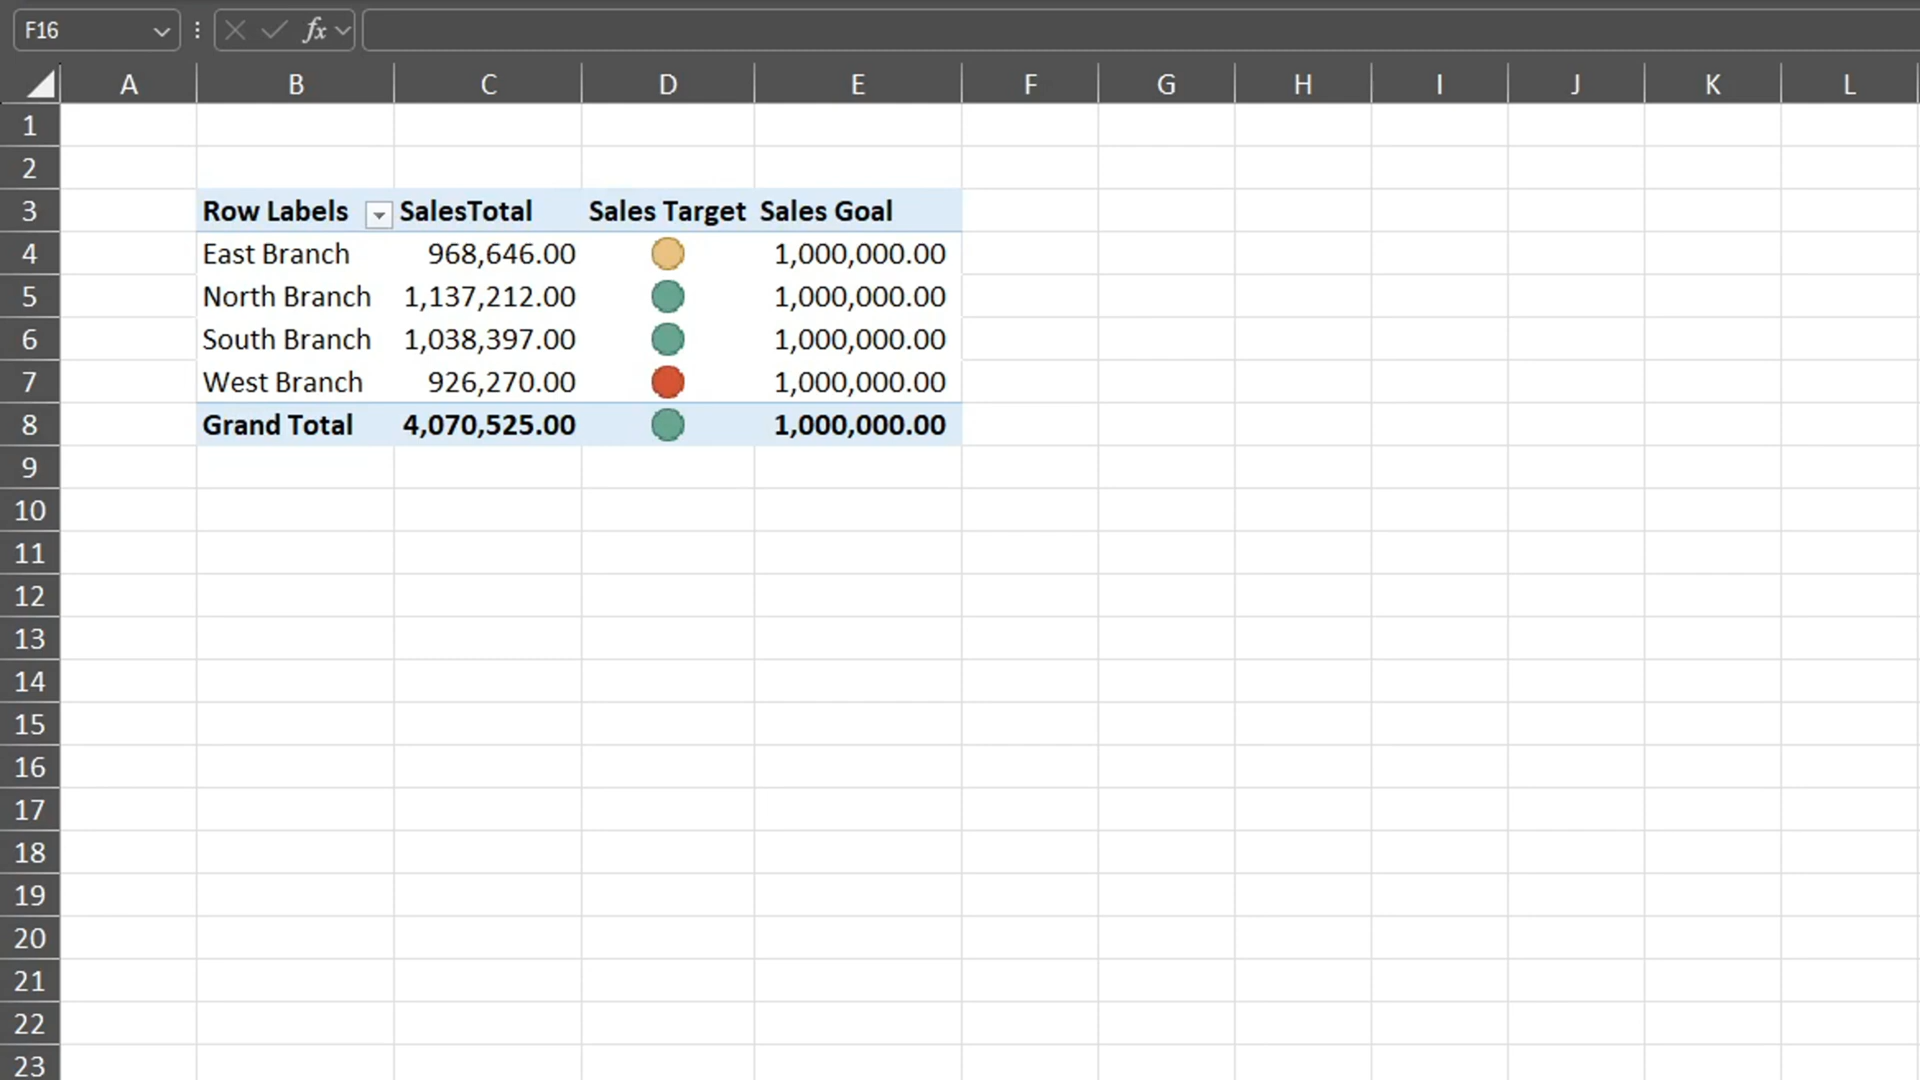 F16 fx
A B C D E F G H I J K L
1
2
3 Row Labels SalesTotal Sales Target Sales Goal
4 East Branch 968,646.00 1,000,000.00
5 North Branch 1,137,212.00 1,000,000.00
6 South Branch 1,038,397.00 1,000,000.00
7 West Branch 926,270.00 1,000,000.00
8 Grand Total 4,070,525.00 1,000,000.00
9
10
11
12
13
14
15
16
17
18
19
20
21
22
23